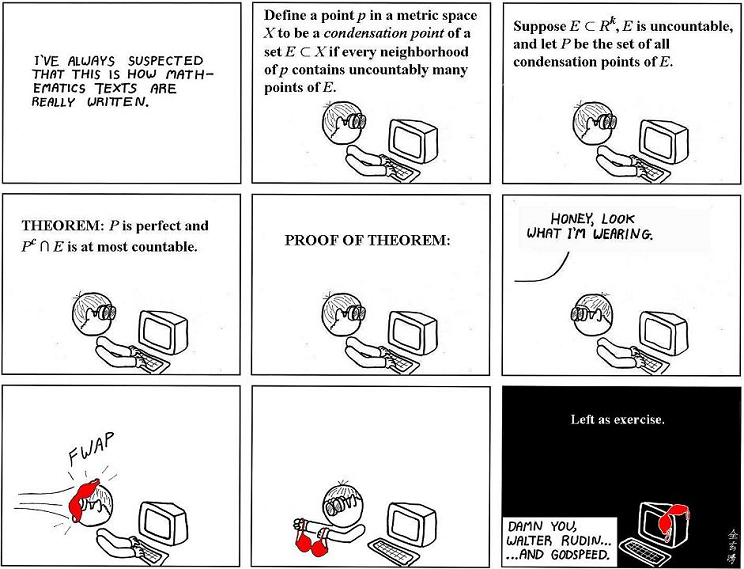 I'VE ALWAYS SUSPECTED
THAT THIS IS HOW MATH-
EMATICS TEXTS ARE
REALLY WRITTEN.
Define a point p in a metric space
X to be a condensation point of a
set E ⊂ X if every neighborhood
of p contains uncountably many
points of E.
Suppose E ⊂ Rᵏ, E is uncountable,
and let P be the set of all
condensation points of E.
THEOREM: P is perfect and
Pᶜ ∩ E is at most countable.
PROOF OF THEOREM:
HONEY, LOOK
WHAT I'M WEARING.
FWAP
Left as exercise.
DAMN YOU,
WALTER RUDIN...
...AND GODSPEED.